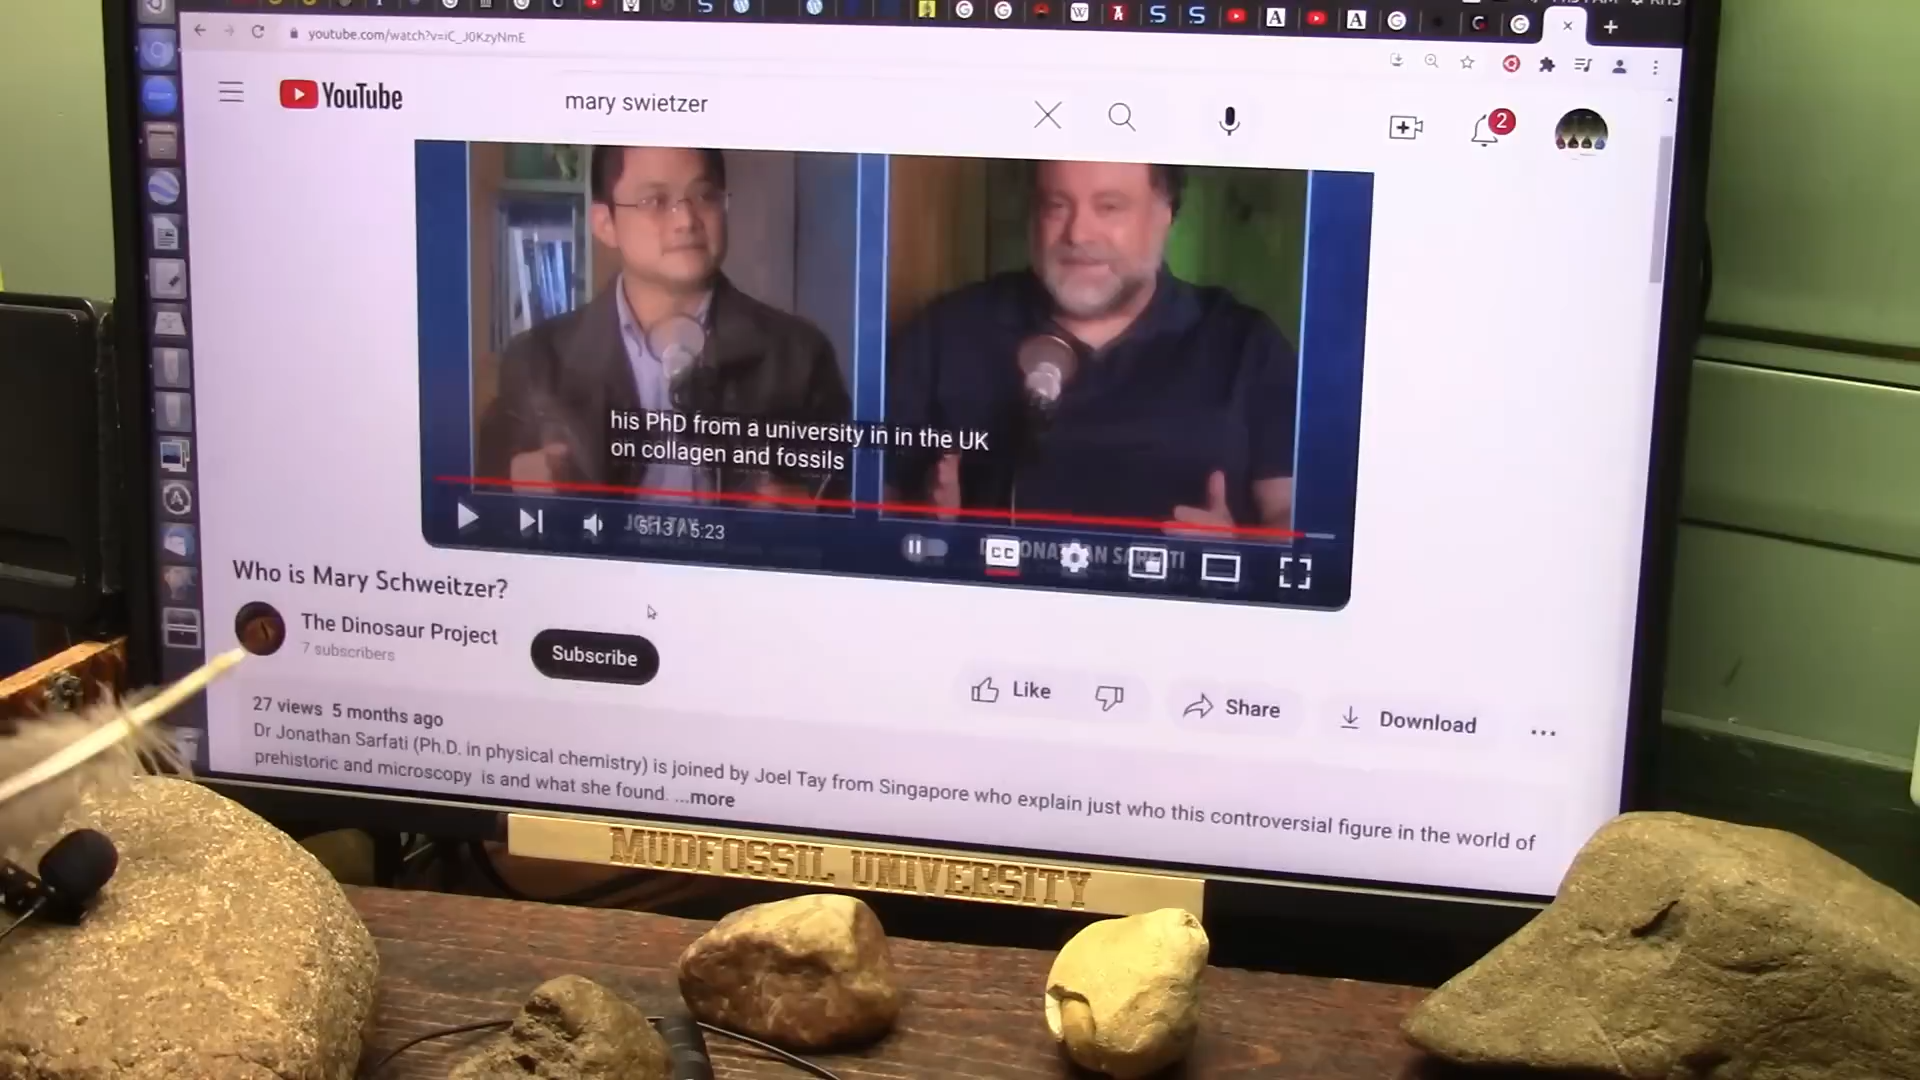 youtube.com/watch?v=iC_J0KzyNmE
YouTube
mary swietzer
2
his PhD from a university in in the UK
on collagen and fossils
5:13 / 5:23
CC
Who is Mary Schweitzer?
The Dinosaur Project
7 subscribers
Subscribe
Like
Share
Download
27 views 5 months ago
Dr Jonathan Sarfati (Ph.D. in physical chemistry) is joined by Joel Tay from Singapore who explain just who this controversial figure in the world of
prehistoric and microscopy is and what she found. ...more
MUDFOSSIL UNIVERSITY